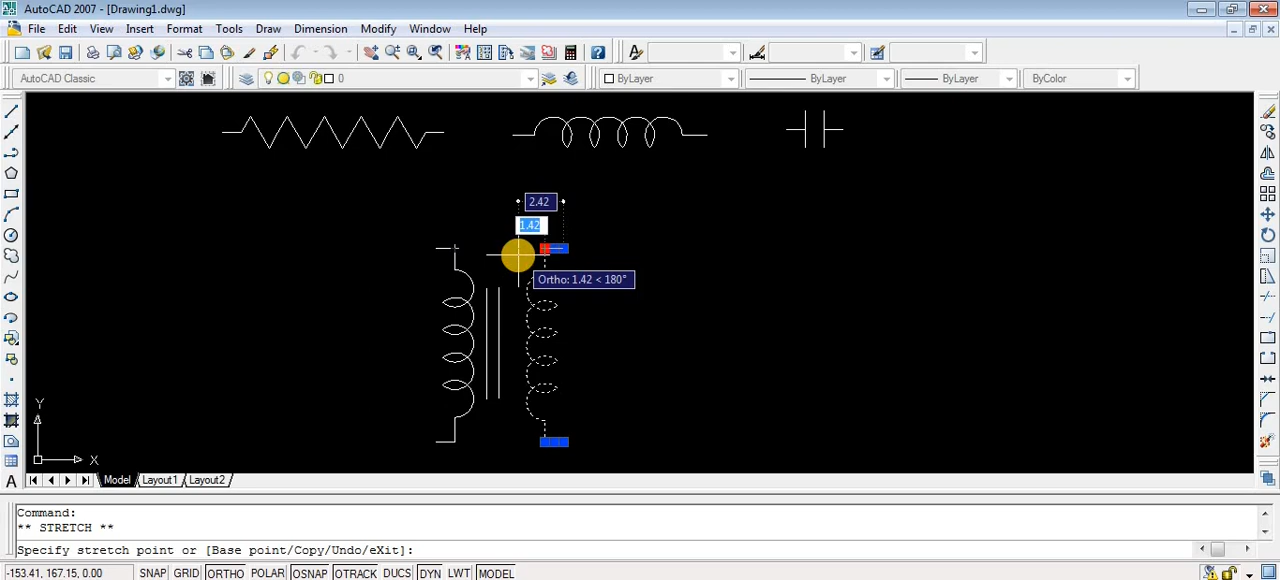 AutoCAD 2007 - [Drawing1.dwg]
File Edit View Insert Format Tools Draw Dimension Modify Window Help
AutoCAD Classic 0 ByLayer ByLayer ByLayer ByColor
2.42
1.42
Ortho: 1.42 < 180°
Y
X
A Model Layout1 Layout2
Command:
** STRETCH **
Specify stretch point or [Base point/Copy/Undo/eXit]:
-153.41, 167.15, 0.00 SNAP GRID ORTHO POLAR OSNAP OTRACK DUCS DYN LWT MODEL